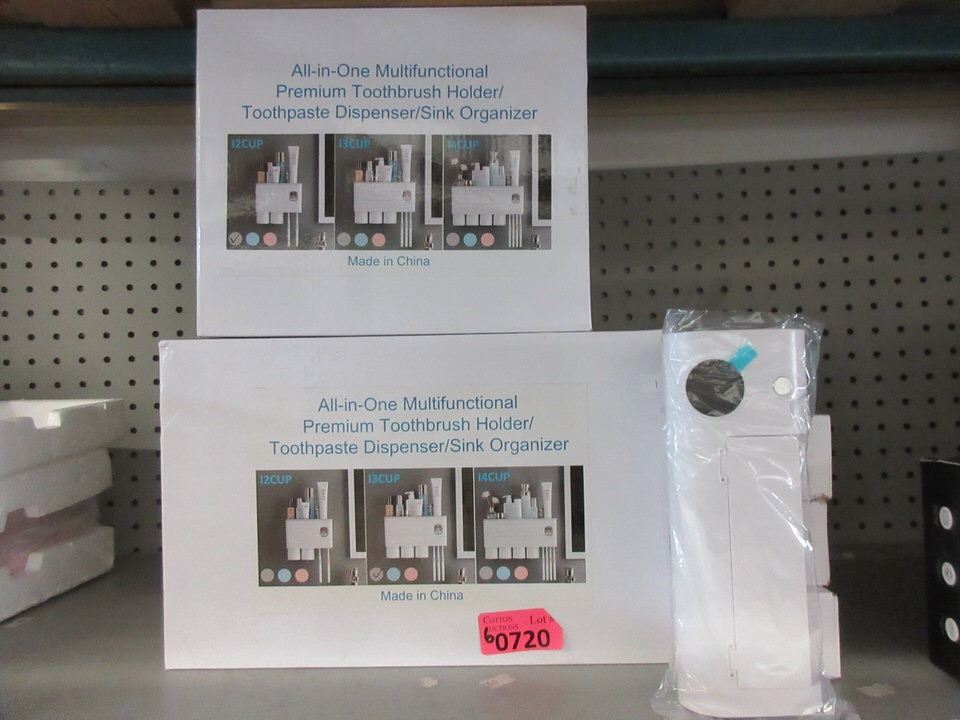 All-in-One Multifunctional
Premium Toothbrush Holder/
Toothpaste Dispenser/Sink Organizer
I2CUP
I3CUP
I4CUP
Made in China
All-in-One Multifunctional
Premium Toothbrush Holder/
Toothpaste Dispenser/Sink Organizer
I2CUP
I3CUP
I4CUP
Made in China
COTTON
AUCTIONS
Lot #
60720